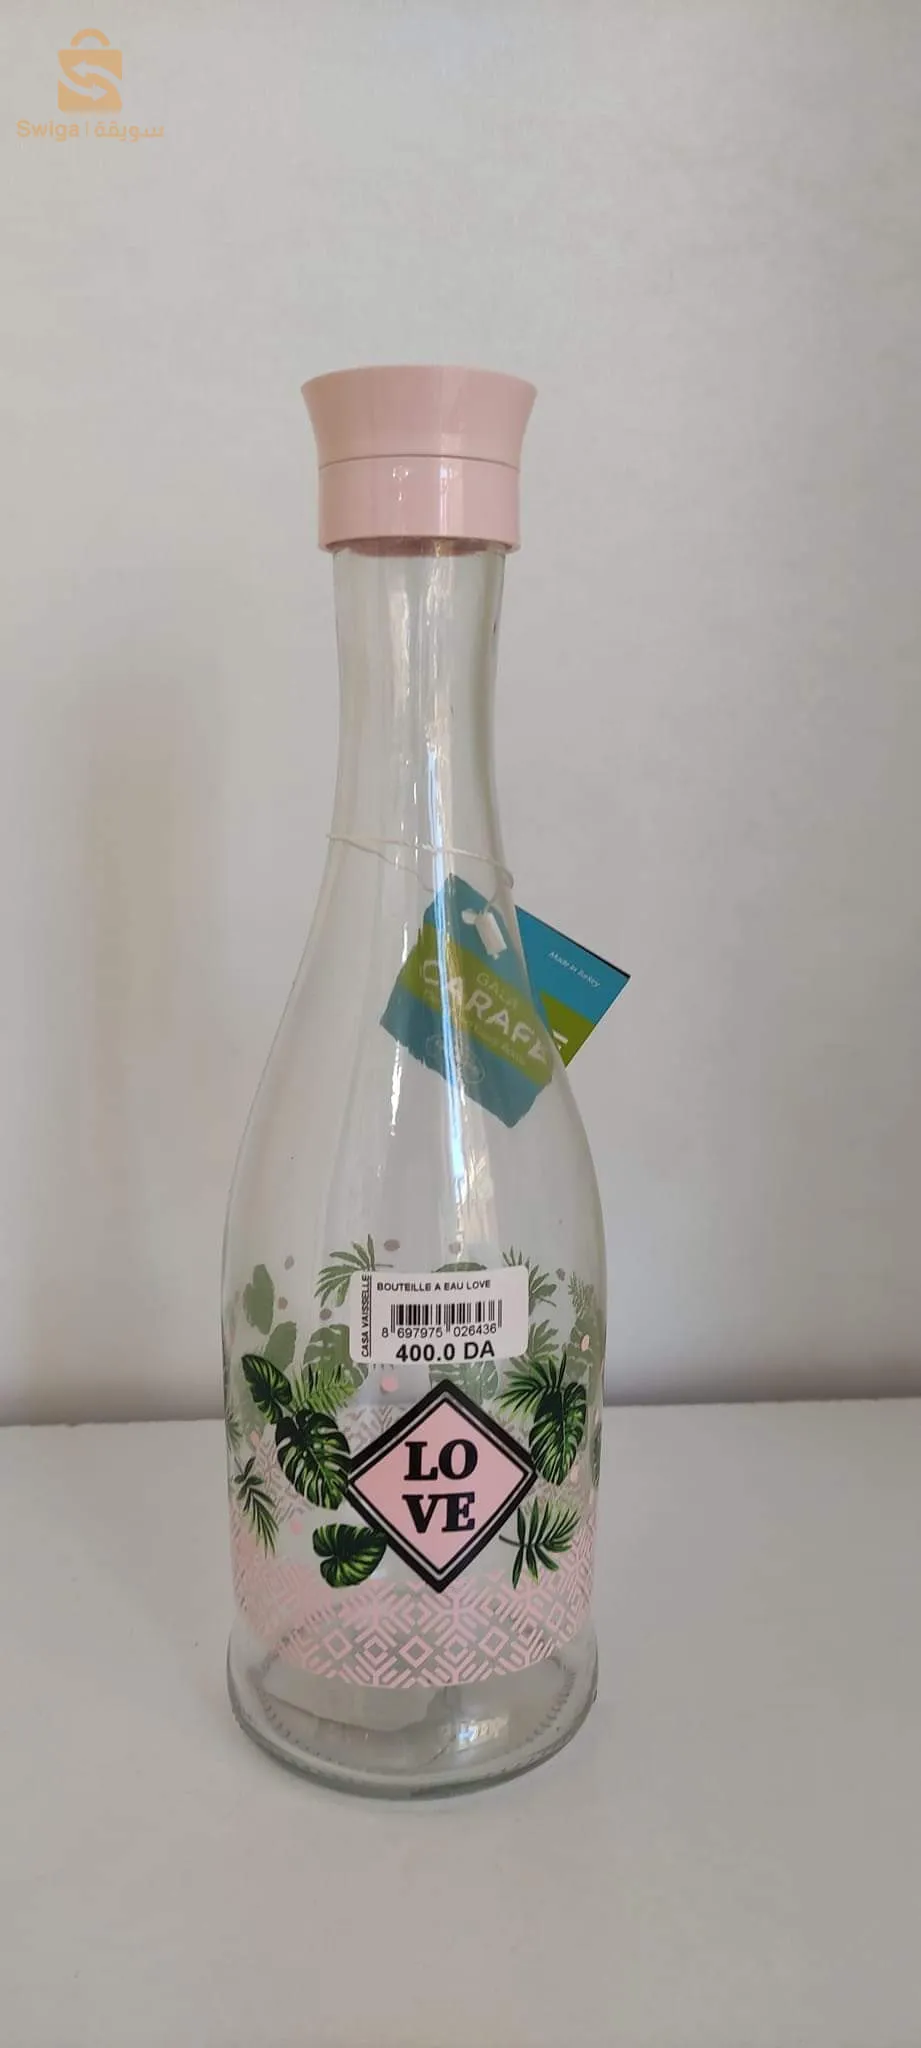 Swiga | سويقة
Made in Turkey
GALA
CARAFE
CASA VAISSELLE
BOUTEILLE A EAU LOVE
8 697975 026436
400.0 DA
LO
VE